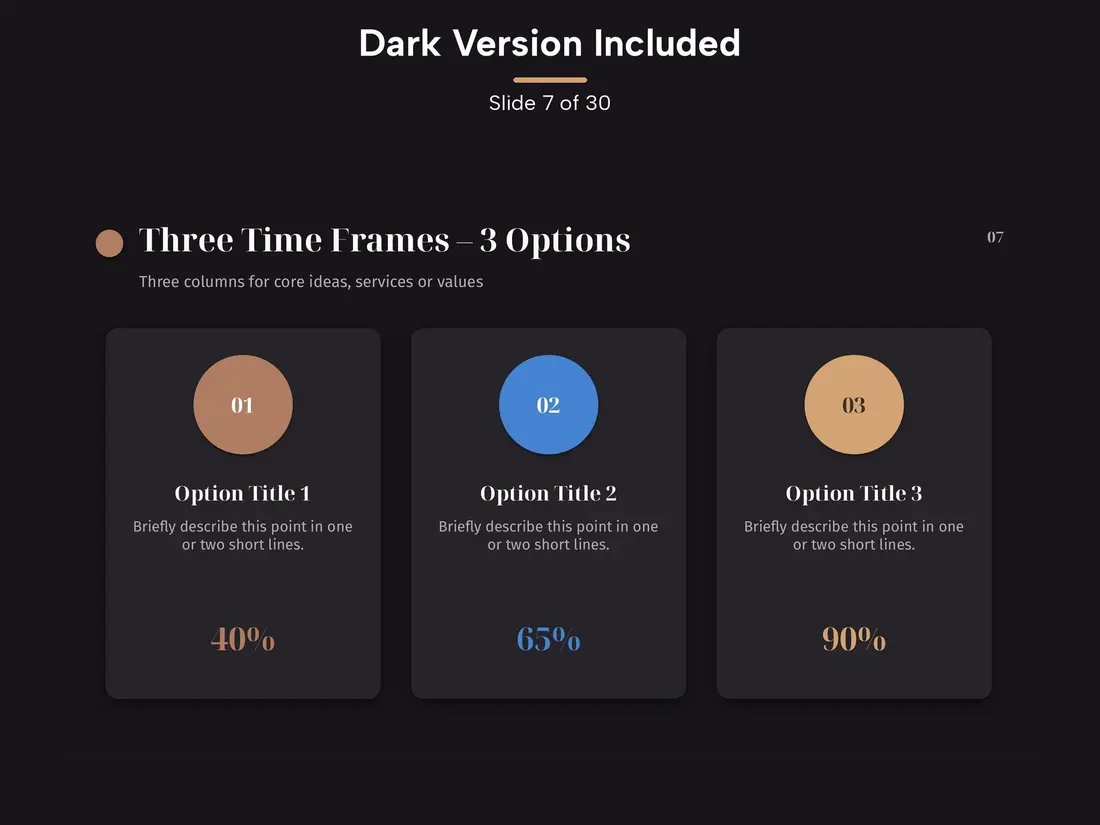 Dark Version Included
Slide 7 of 30
Three Time Frames – 3 Options
07
Three columns for core ideas, services or values
01
Option Title 1
Briefly describe this point in one
or two short lines.
40%
02
Option Title 2
Briefly describe this point in one
or two short lines.
65%
03
Option Title 3
Briefly describe this point in one
or two short lines.
90%